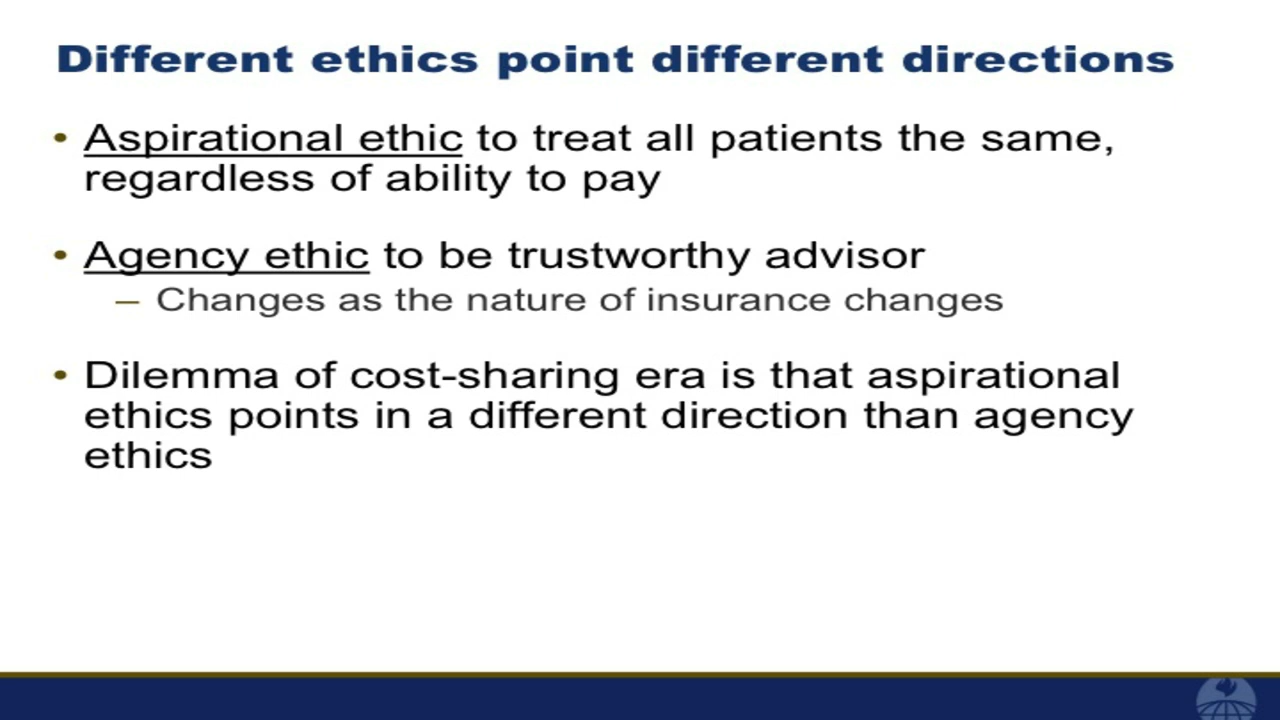 Different ethics point different directions
• Aspirational ethic to treat all patients the same,
regardless of ability to pay
• Agency ethic to be trustworthy advisor
– Changes as the nature of insurance changes
• Dilemma of cost-sharing era is that aspirational
ethics points in a different direction than agency
ethics